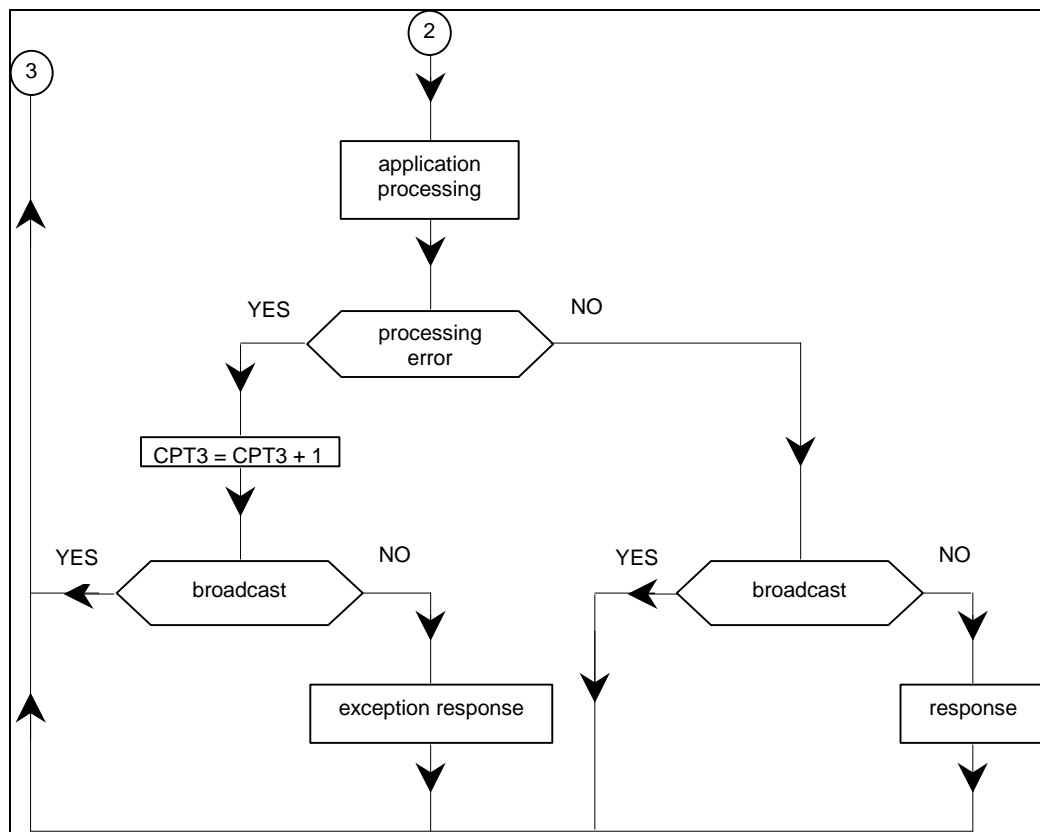 2
3
application
processing
YES
NO
processing
error
CPT3 = CPT3 + 1
YES
NO
YES
NO
broadcast
broadcast
exception response
response